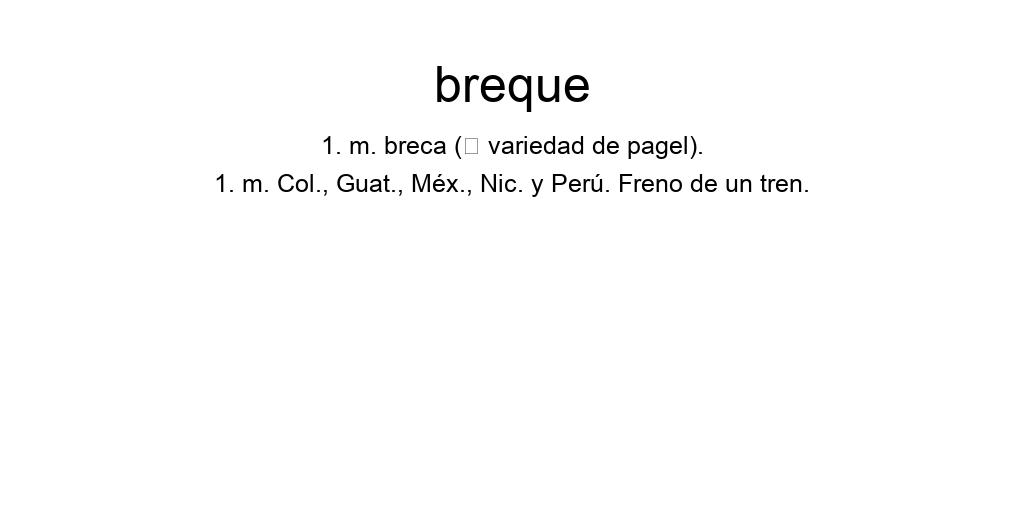 breque
1. m. breca (□ variedad de pagel).
1. m. Col., Guat., Méx., Nic. y Perú. Freno de un tren.